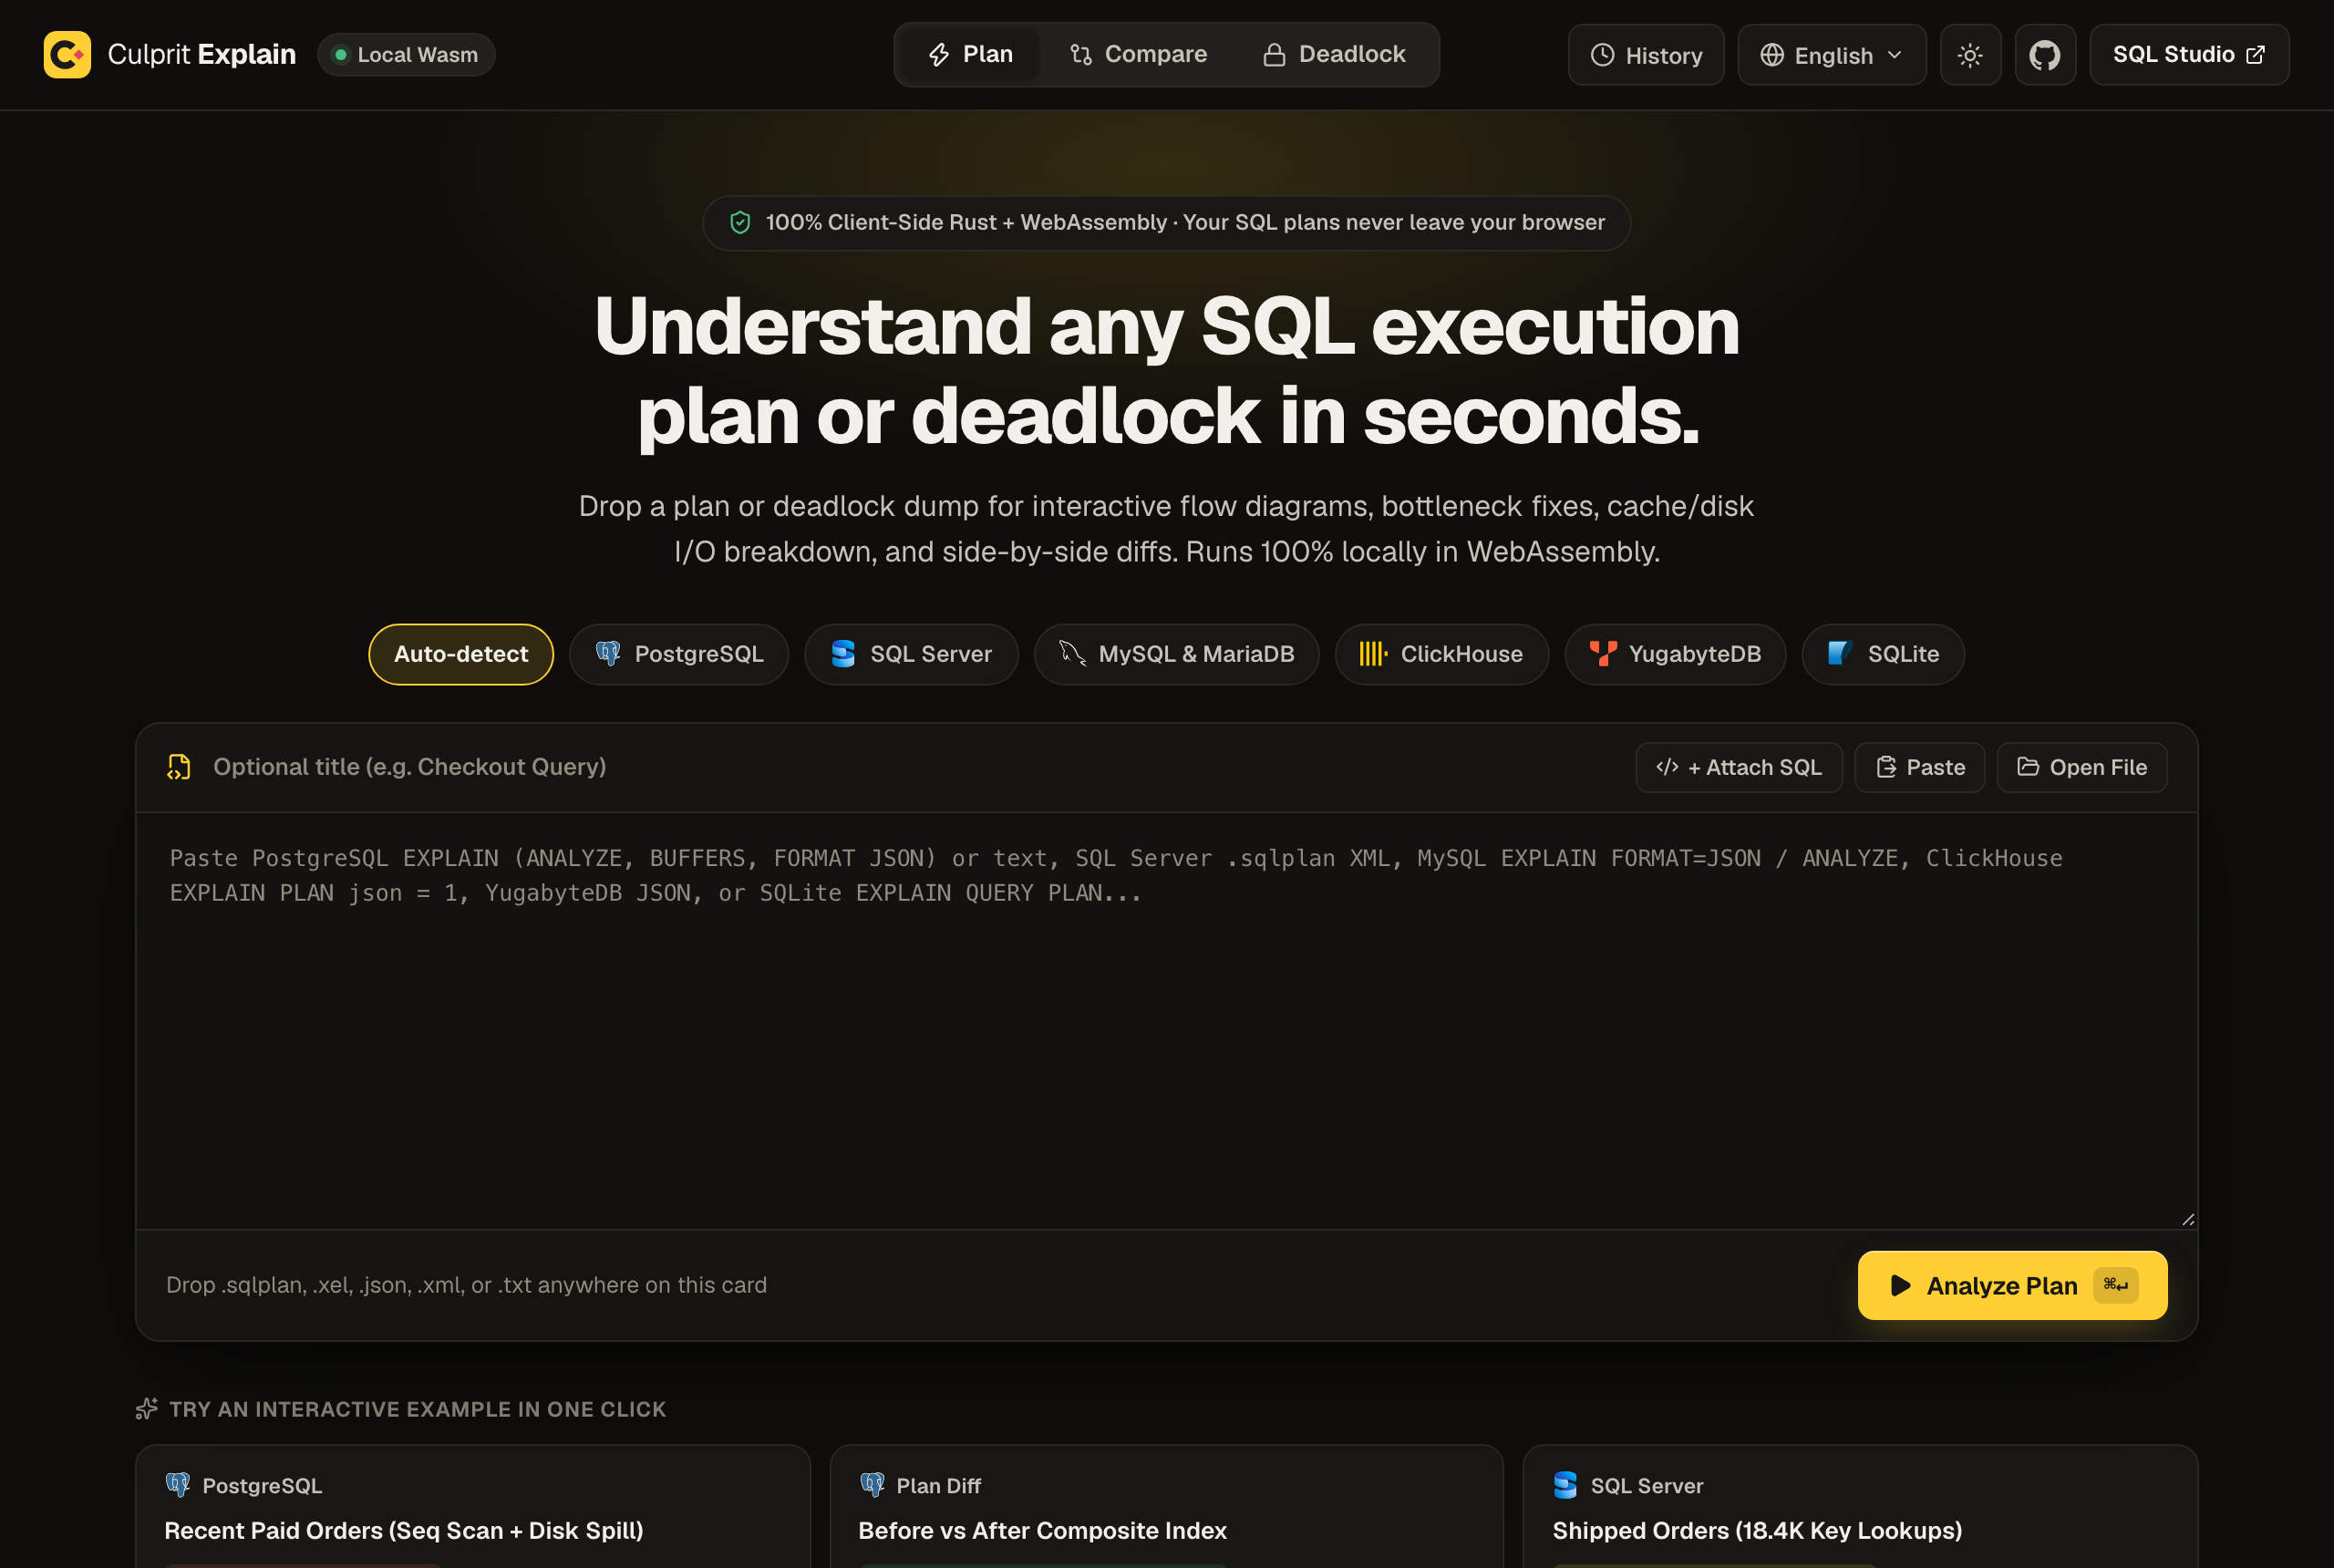 Culprit Explain
Local Wasm
Plan
Compare
Deadlock
History
English
SQL Studio
100% Client-Side Rust + WebAssembly · Your SQL plans never leave your browser
Understand any SQL execution
plan or deadlock in seconds.
Drop a plan or deadlock dump for interactive flow diagrams, bottleneck fixes, cache/disk
I/O breakdown, and side-by-side diffs. Runs 100% locally in WebAssembly.
Auto-detect
PostgreSQL
SQL Server
MySQL & MariaDB
ClickHouse
YugabyteDB
SQLite
Optional title (e.g. Checkout Query)
+ Attach SQL
Paste
Open File
Paste PostgreSQL EXPLAIN (ANALYZE, BUFFERS, FORMAT JSON) or text, SQL Server .sqlplan XML, MySQL EXPLAIN FORMAT=JSON / ANALYZE, ClickHouse
EXPLAIN PLAN json = 1, YugabyteDB JSON, or SQLite EXPLAIN QUERY PLAN...
Drop .sqlplan, .xel, .json, .xml, or .txt anywhere on this card
Analyze Plan ⌘↵
TRY AN INTERACTIVE EXAMPLE IN ONE CLICK
PostgreSQL
Recent Paid Orders (Seq Scan + Disk Spill)
Plan Diff
Before vs After Composite Index
SQL Server
Shipped Orders (18.4K Key Lookups)